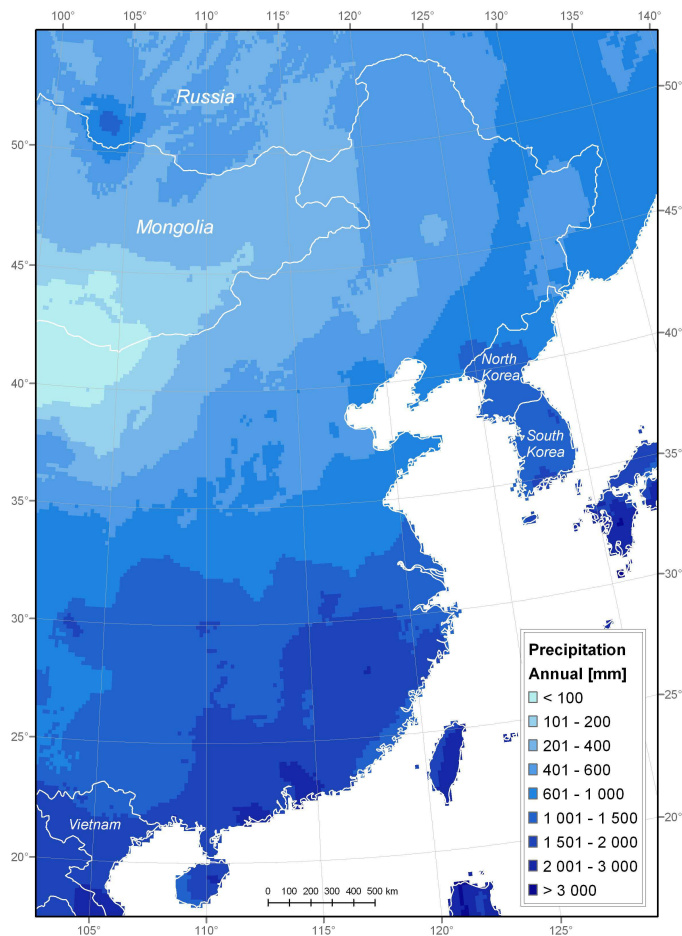 100° 105° 110° 115° 120° 125° 130° 135° 140°
50°
Russia
50°
Mongolia
45°
45°
40°
North
Korea
40°
South
Korea
35°
35°
30°
30°
Precipitation
Annual [mm]
< 100
101 - 200
201 - 400
401 - 600
601 - 1 000
1 001 - 1 500
1 501 - 2 000
2 001 - 3 000
> 3 000
25°
25°
Vietnam
20°
20°
0 100 200 300 400 500 km
105° 110° 115° 120° 125°